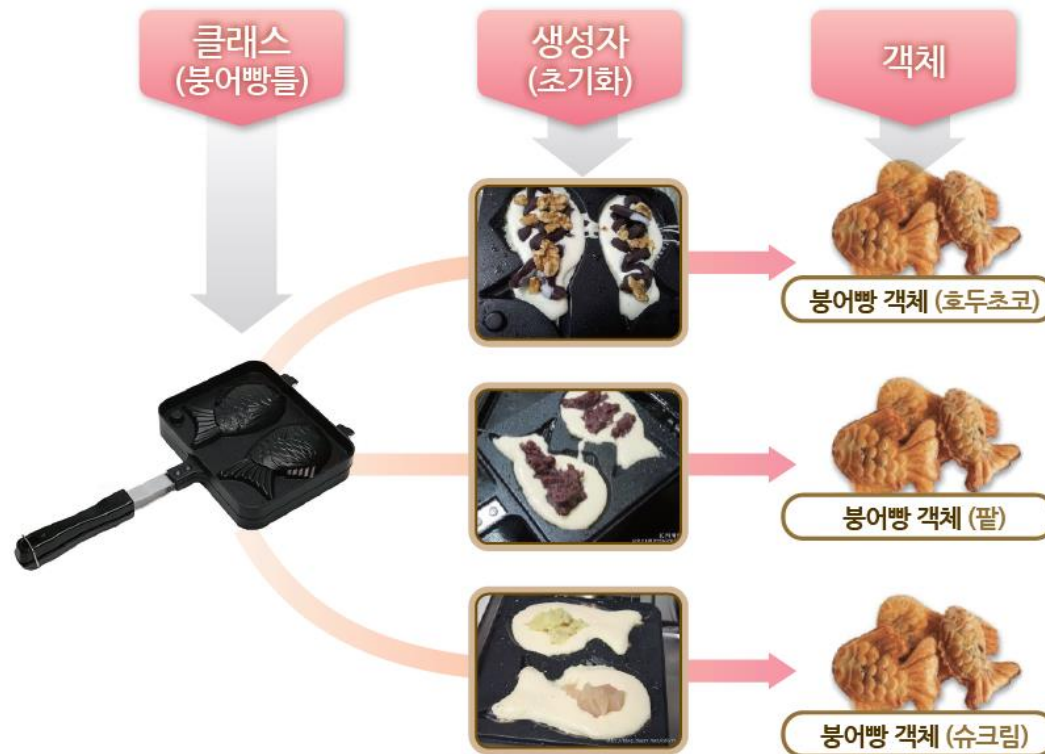 클래스
(붕어빵틀)
생성자
(초기화)
객체
붕어빵 객체 (호두초코)
붕어빵 객체 (팥)
붕어빵 객체 (슈크림)